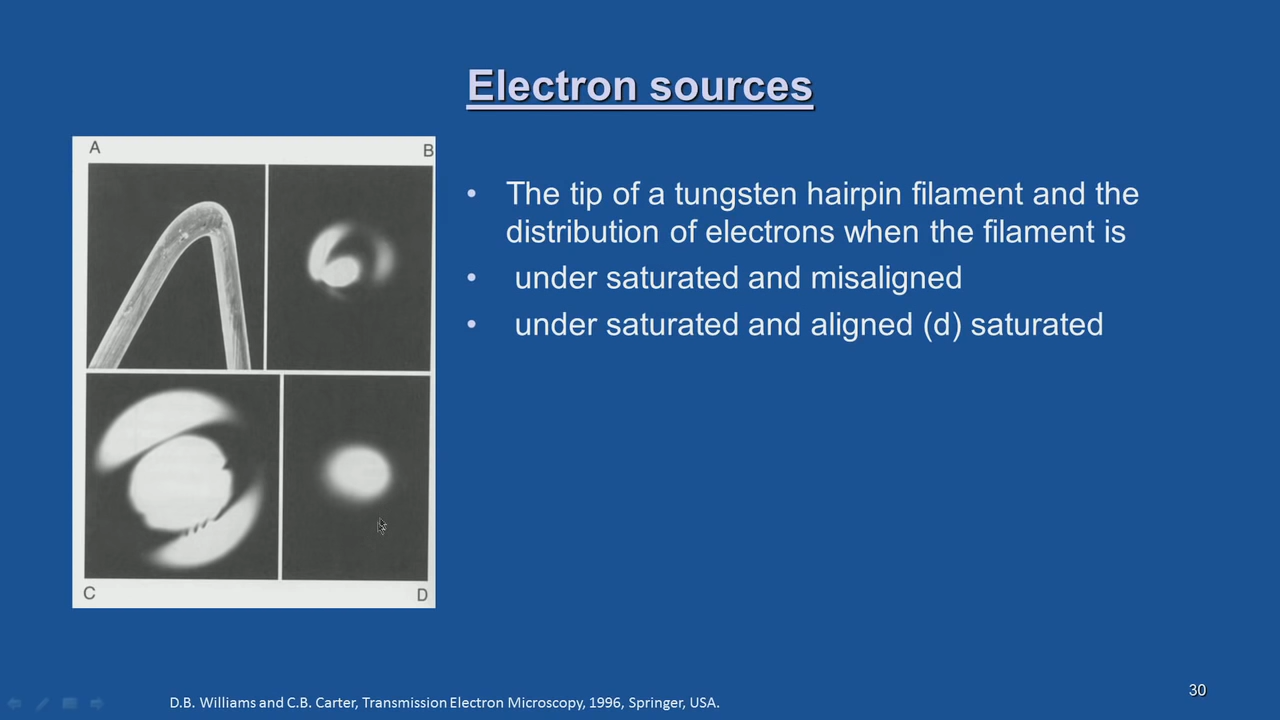 Electron sources
A
B
• The tip of a tungsten hairpin filament and the
distribution of electrons when the filament is
• under saturated and misaligned
• under saturated and aligned (d) saturated
C
D
D.B. Williams and C.B. Carter, Transmission Electron Microscopy, 1996, Springer, USA.
30